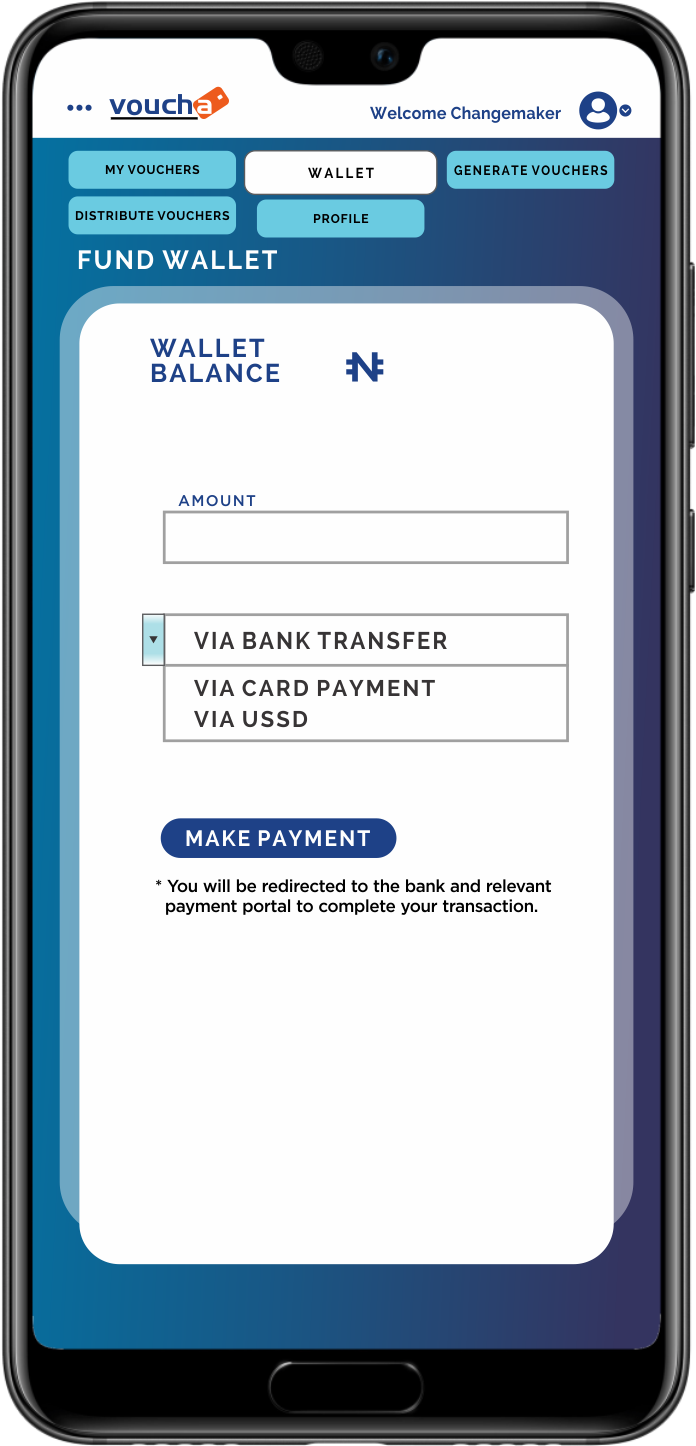 voucha
Welcome Changemaker
MY VOUCHERS
WALLET
GENERATE VOUCHERS
DISTRIBUTE VOUCHERS
PROFILE
FUND WALLET
WALLET
BALANCE
₦
AMOUNT
VIA BANK TRANSFER
VIA CARD PAYMENT
VIA USSD
MAKE PAYMENT
* You will be redirected to the bank and relevant
payment portal to complete your transaction.